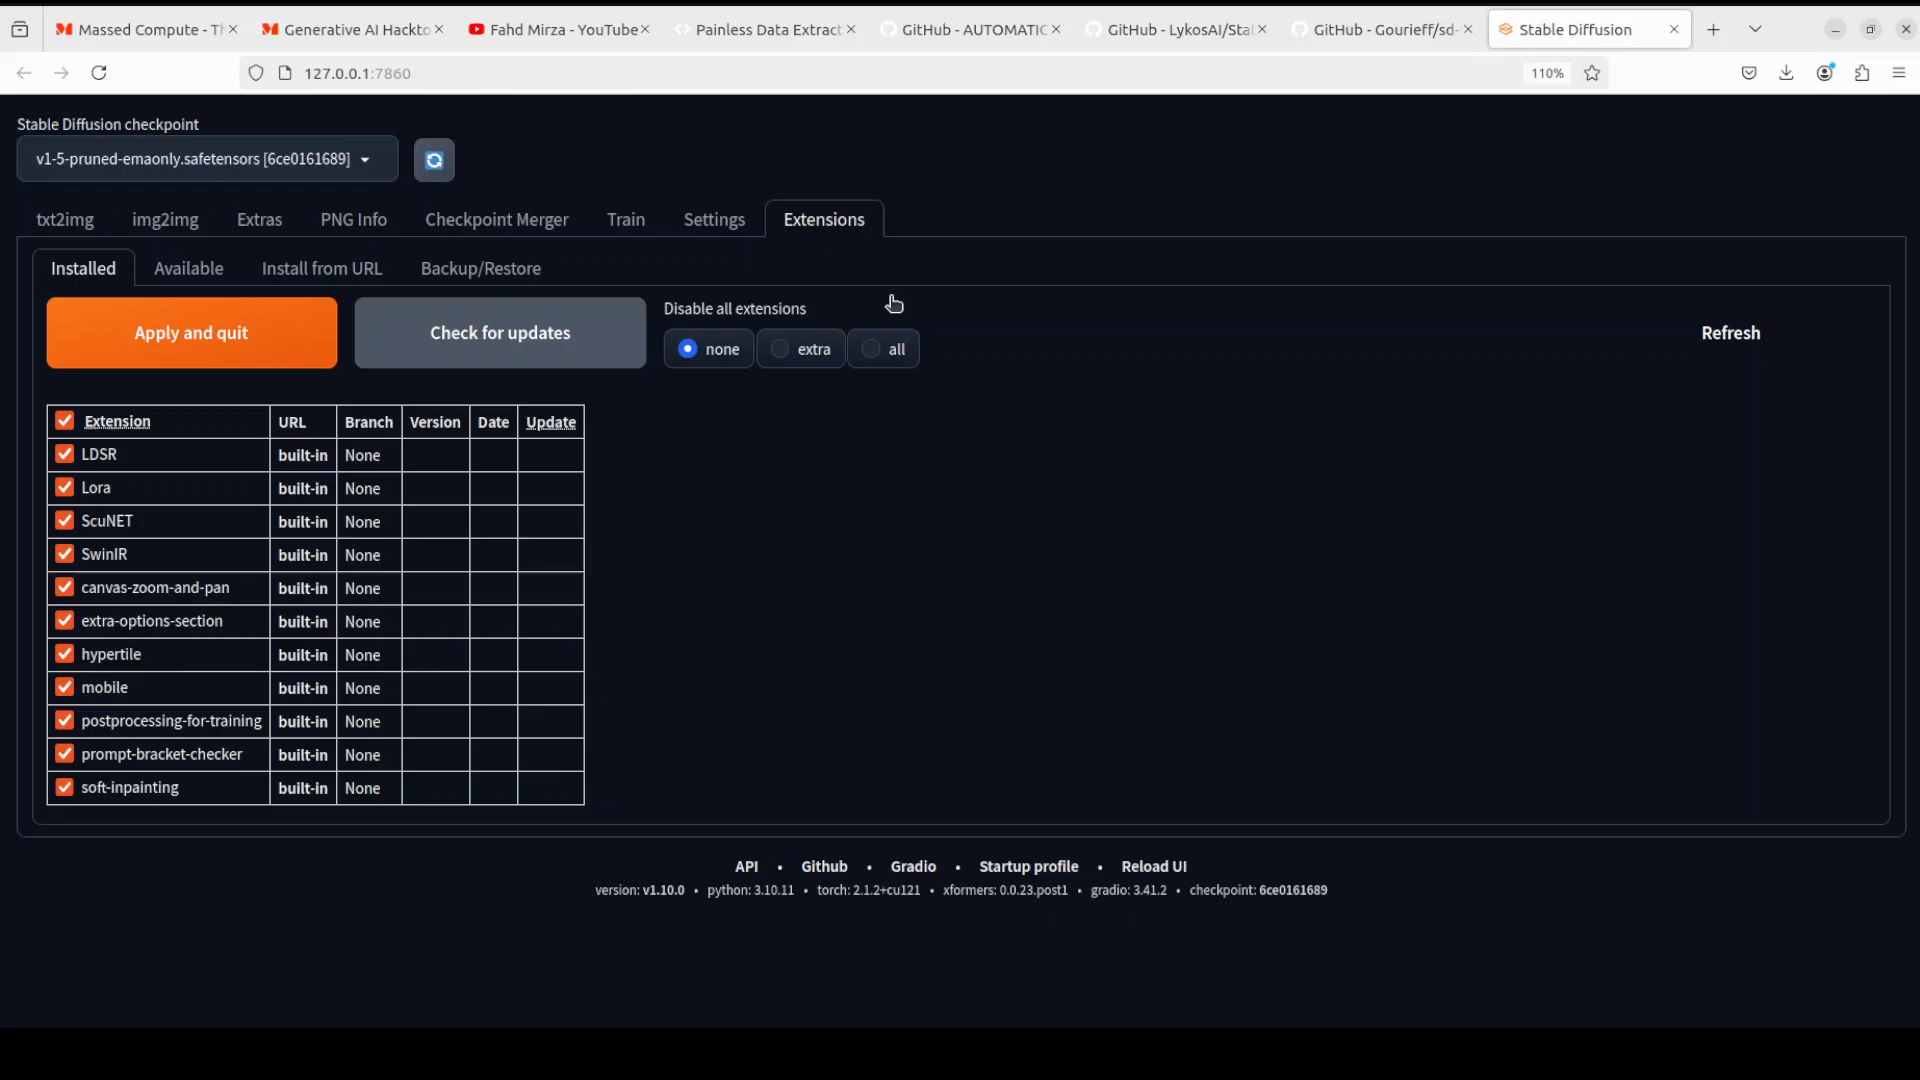 Massed Compute - Th
Generative AI Hackto
Fahd Mirza - YouTube
Painless Data Extract
GitHub - AUTOMATIC
GitHub - LykosAI/Stal
GitHub - Gourieff/sd-
Stable Diffusion
127.0.0.1:7860
110%
Stable Diffusion checkpoint
v1-5-pruned-emaonly.safetensors [6ce0161689]
txt2img img2img Extras PNG Info Checkpoint Merger Train Settings Extensions
Installed Available Install from URL Backup/Restore
Apply and quit
Check for updates
Disable all extensions
none extra all
Refresh
Extension URL Branch Version Date Update
LDSR built-in None
Lora built-in None
ScuNET built-in None
SwinIR built-in None
canvas-zoom-and-pan built-in None
extra-options-section built-in None
hypertile built-in None
mobile built-in None
postprocessing-for-training built-in None
prompt-bracket-checker built-in None
soft-inpainting built-in None
API • Github • Gradio • Startup profile • Reload UI
version: v1.10.0 • python: 3.10.11 • torch: 2.1.2+cu121 • xformers: 0.0.23.post1 • gradio: 3.41.2 • checkpoint: 6ce0161689